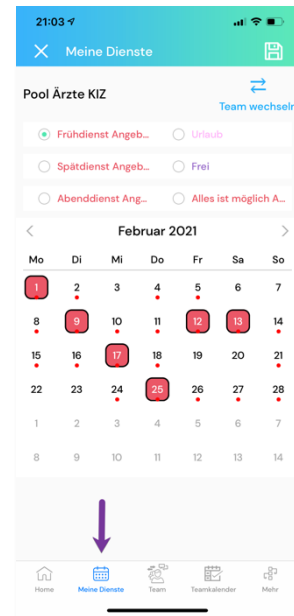 21:03
Meine Dienste
Pool Ärzte KIZ
Team wechseln
Frühdienst Angeb...
Urlaub
Spätdienst Angeb...
Frei
Abenddienst Ang...
Alles ist möglich A...
Februar 2021
Mo Di Mi Do Fr Sa So
1 2 3 4 5 6 7
8 9 10 11 12 13 14
15 16 17 18 19 20 21
22 23 24 25 26 27 28
1 2 3 4 5 6 7
8 9 10 11 12 13 14
Home Meine Dienste Team Teamkalender Mehr